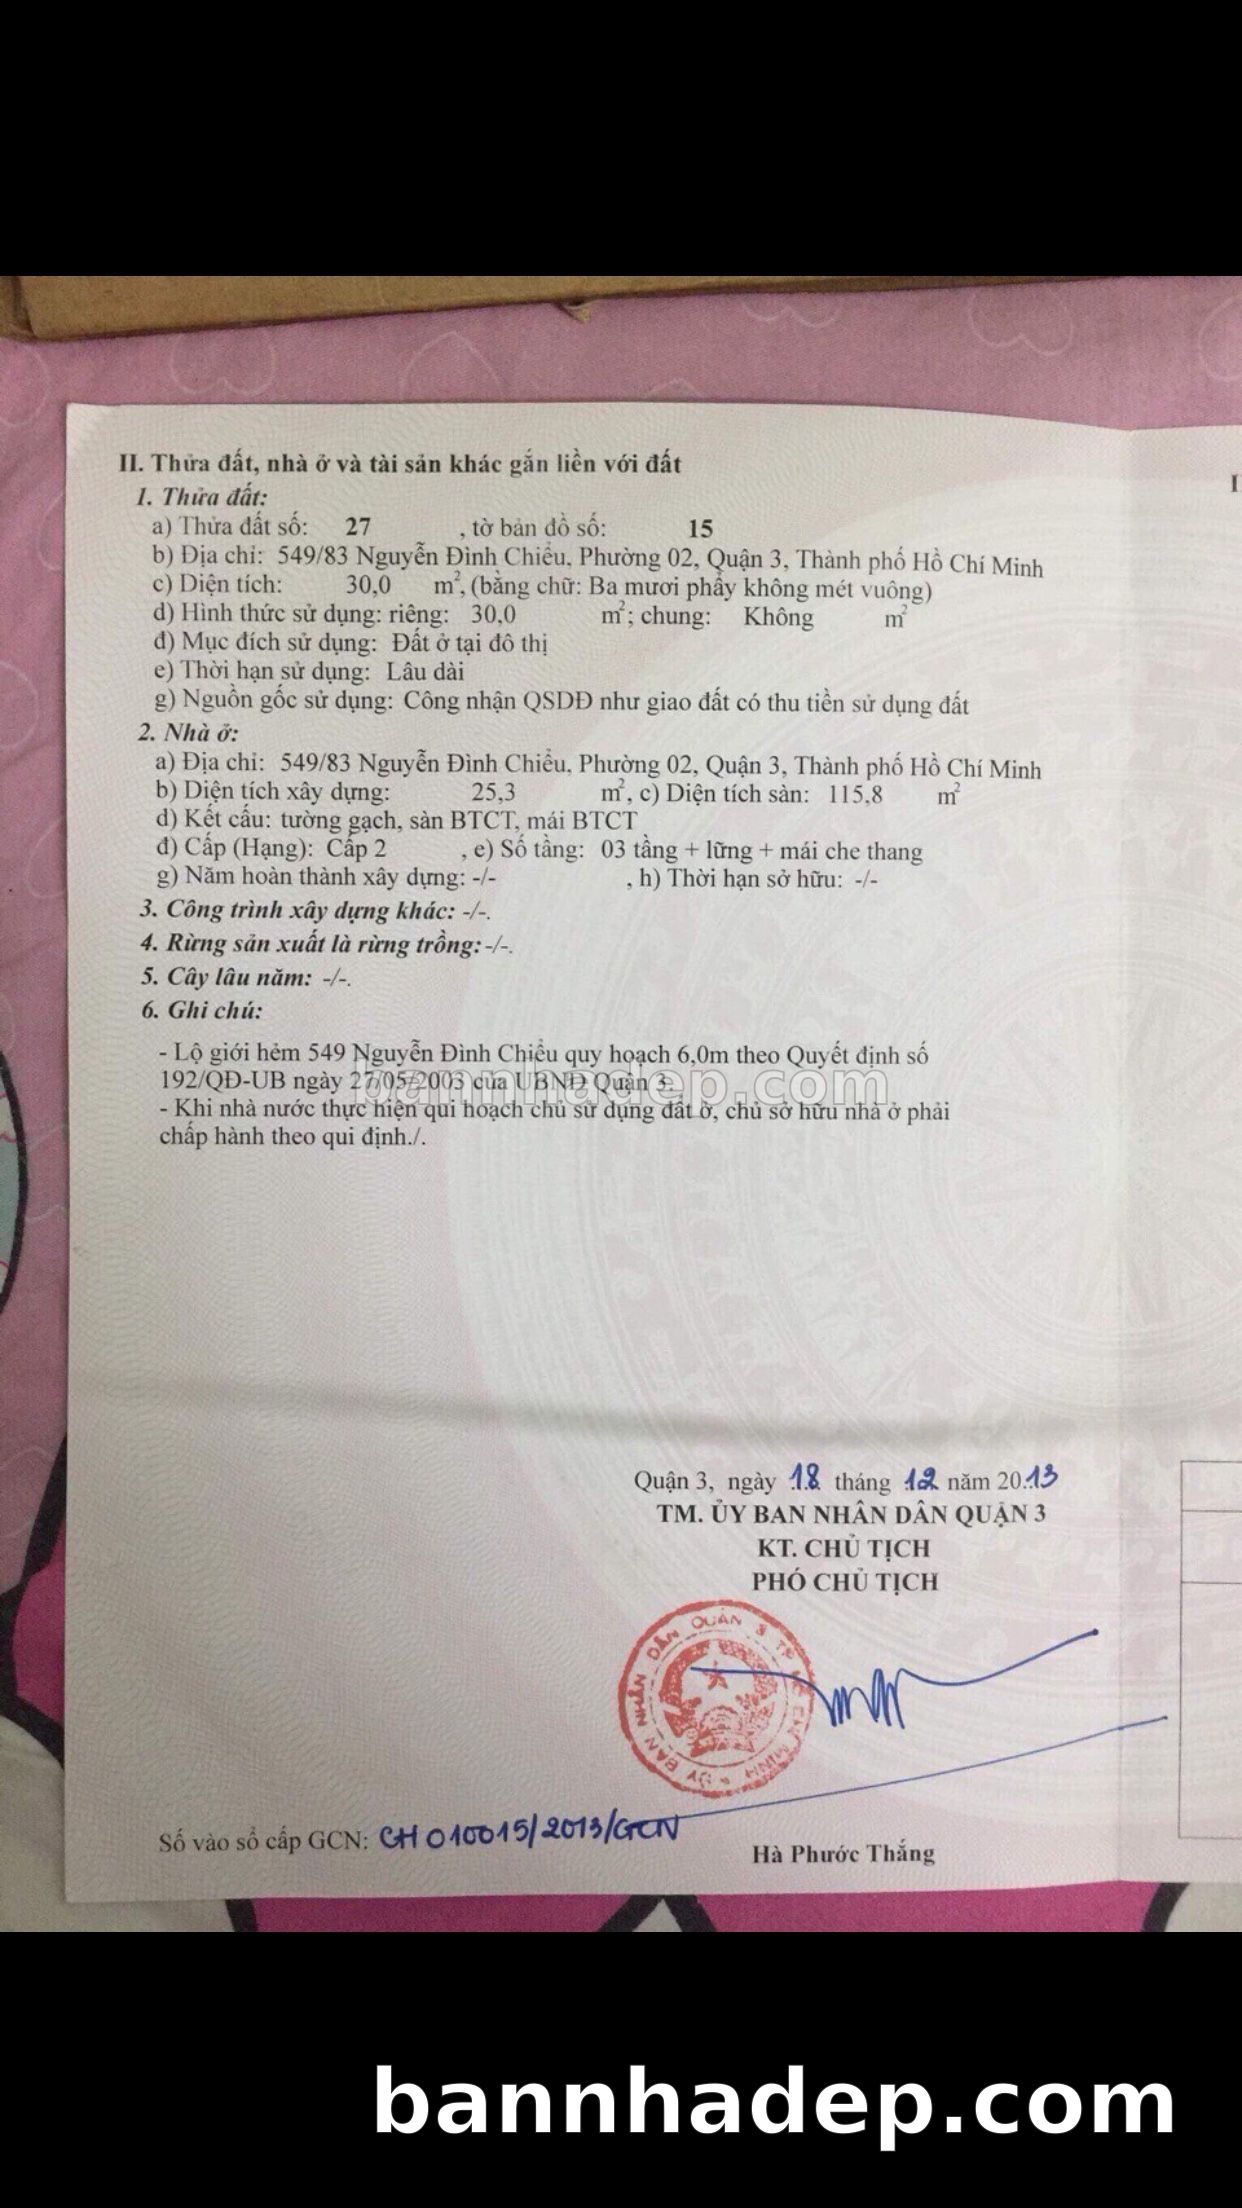 II. Thửa đất, nhà ở và tài sản khác gắn liền với đất
I
1. Thửa đất:
a) Thửa đất số: 27 , tờ bản đồ số: 15
b) Địa chỉ: 549/83 Nguyễn Đình Chiểu, Phường 02, Quận 3, Thành phố Hồ Chí Minh
c) Diện tích: 30,0 m², (bằng chữ: Ba mươi phẩy không mét vuông)
d) Hình thức sử dụng: riêng: 30,0 m²; chung: Không m²
đ) Mục đích sử dụng: Đất ở tại đô thị
e) Thời hạn sử dụng: Lâu dài
g) Nguồn gốc sử dụng: Công nhận QSDĐ như giao đất có thu tiền sử dụng đất
2. Nhà ở:
a) Địa chỉ: 549/83 Nguyễn Đình Chiểu, Phường 02, Quận 3, Thành phố Hồ Chí Minh
b) Diện tích xây dựng: 25,3 m², c) Diện tích sàn: 115,8 m²
d) Kết cấu: tường gạch, sàn BTCT, mái BTCT
đ) Cấp (Hạng): Cấp 2 , e) Số tầng: 03 tầng + lững + mái che thang
g) Năm hoàn thành xây dựng: -/- , h) Thời hạn sở hữu: -/-
3. Công trình xây dựng khác: -/-.
4. Rừng sản xuất là rừng trồng: -/-.
5. Cây lâu năm: -/-.
6. Ghi chú:
- Lộ giới hẻm 549 Nguyễn Đình Chiểu quy hoạch 6,0m theo Quyết định số
192/QĐ-UB ngày 27/05/2003 của UBND Quận 3.
bannhadep.com
- Khi nhà nước thực hiện qui hoạch chủ sử dụng đất ở, chủ sở hữu nhà ở phải
chấp hành theo qui định./.
Quận 3, ngày 18 tháng 12 năm 2013
TM. ỦY BAN NHÂN DÂN QUẬN 3
KT. CHỦ TỊCH
PHÓ CHỦ TỊCH
ỦY BAN NHÂN DÂN QUẬN 3 TP HỒ CHÍ MINH
Số vào sổ cấp GCN: CH 010015/2013/GCN
Hà Phước Thắng
bannhadep.com